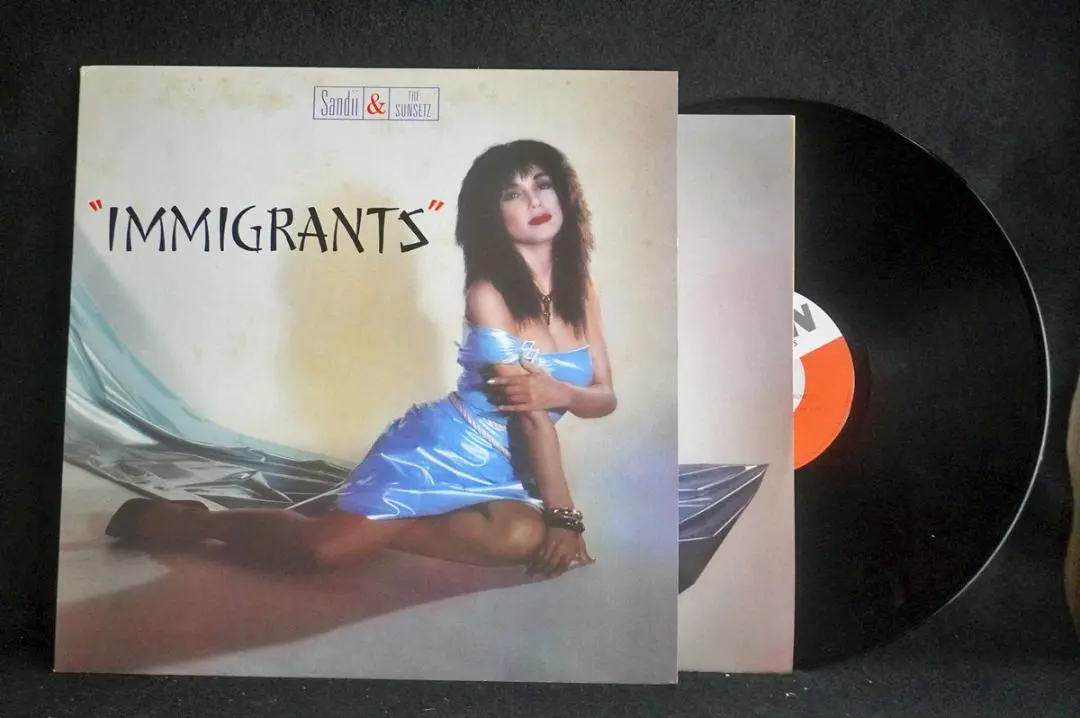 Sandii & THE SUNSETZ
"IMMIGRANTS"